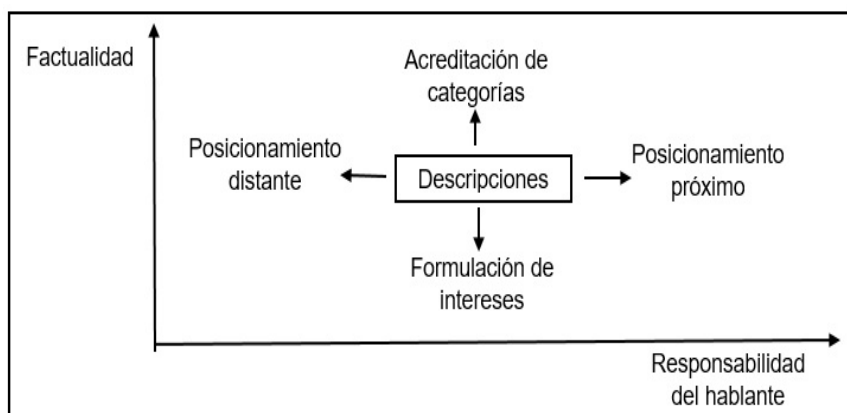 Factualidad
Acreditación de
categorías
Posicionamiento
distante
Descripciones
Posicionamiento
próximo
Formulación de
intereses
Responsabilidad
del hablante